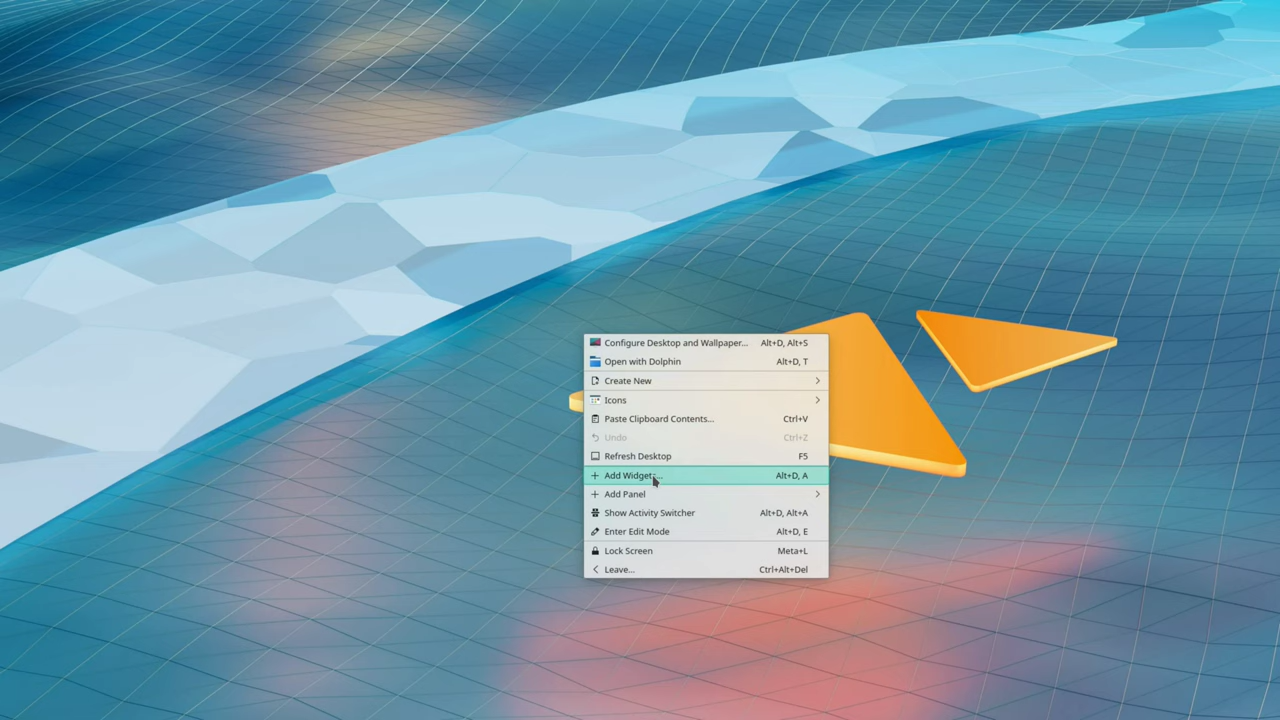 Configure Desktop and Wallpaper... Alt+D, Alt+S
Open with Dolphin Alt+D, T
Create New
Icons
Paste Clipboard Contents... Ctrl+V
Undo Ctrl+Z
Refresh Desktop F5
Add Widgets... Alt+D, A
Add Panel
Show Activity Switcher Alt+D, Alt+A
Enter Edit Mode Alt+D, E
Lock Screen Meta+L
Leave... Ctrl+Alt+Del